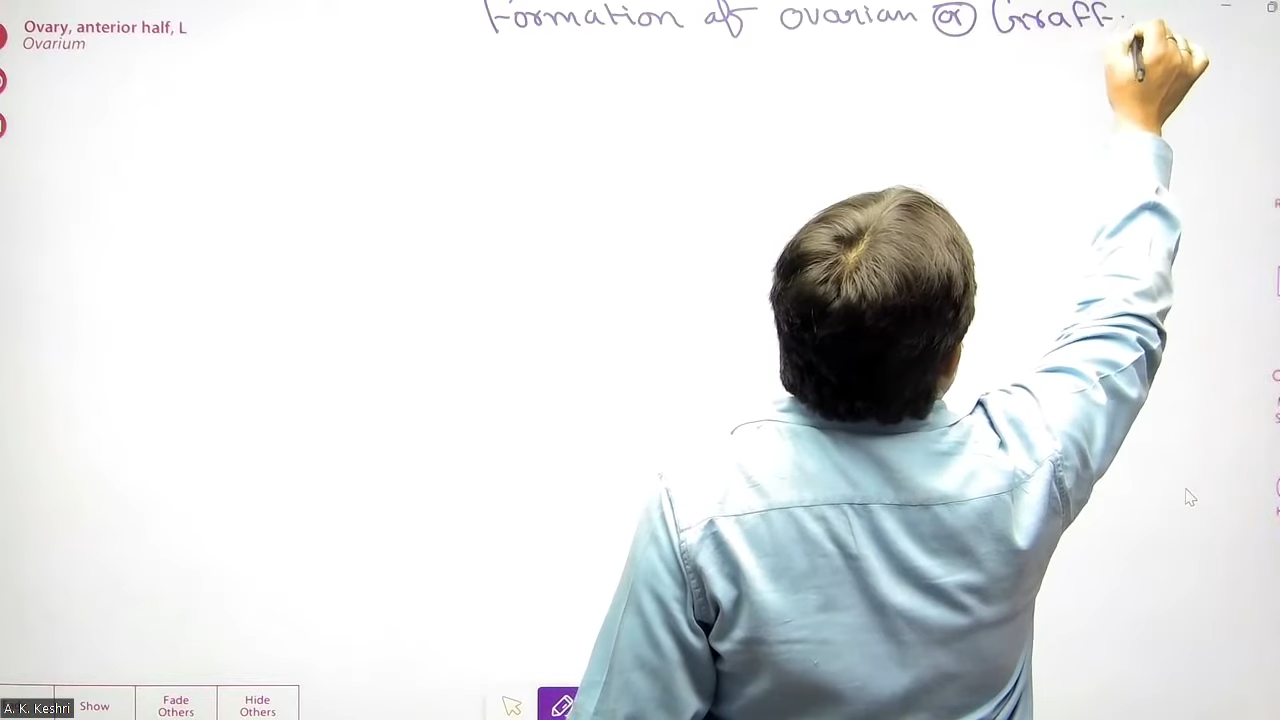 Formation of ovarian or Graff
Ovary, anterior half, L
Ovarium
A. K. Keshri
Show
Fade Others
Hide Others